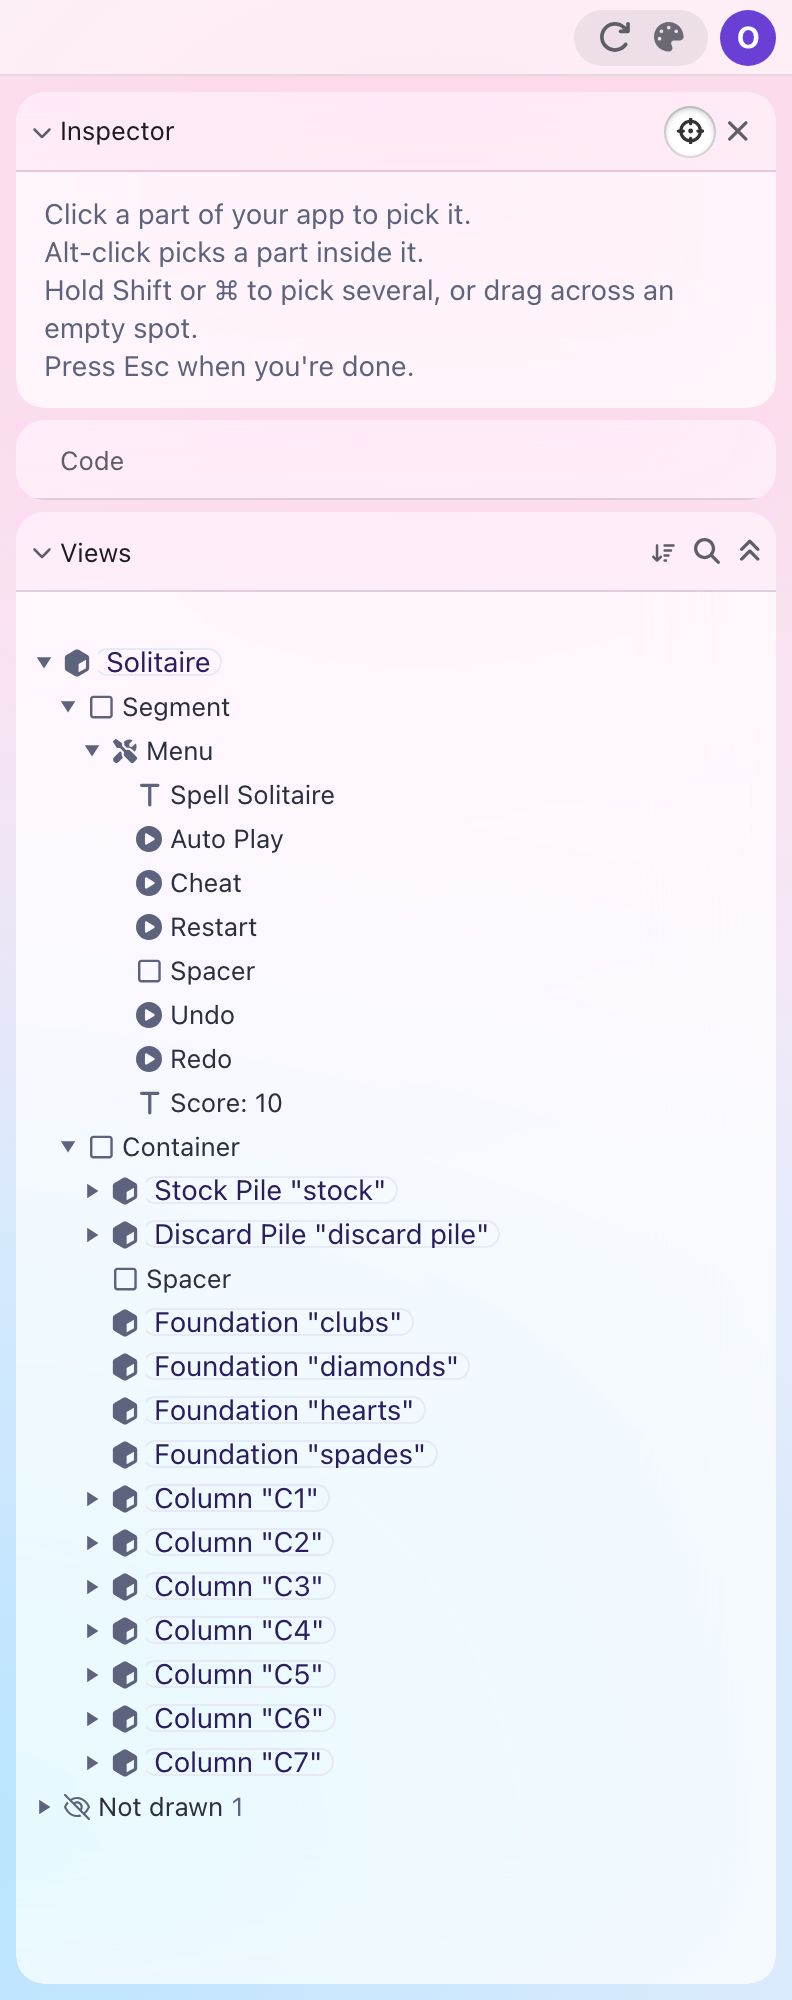 O
Inspector
Click a part of your app to pick it.
Alt-click picks a part inside it.
Hold Shift or ⌘ to pick several, or drag across an
empty spot.
Press Esc when you're done.
Code
Views
Solitaire
Segment
Menu
Spell Solitaire
Auto Play
Cheat
Restart
Spacer
Undo
Redo
Score: 10
Container
Stock Pile "stock"
Discard Pile "discard pile"
Spacer
Foundation "clubs"
Foundation "diamonds"
Foundation "hearts"
Foundation "spades"
Column "C1"
Column "C2"
Column "C3"
Column "C4"
Column "C5"
Column "C6"
Column "C7"
Not drawn 1